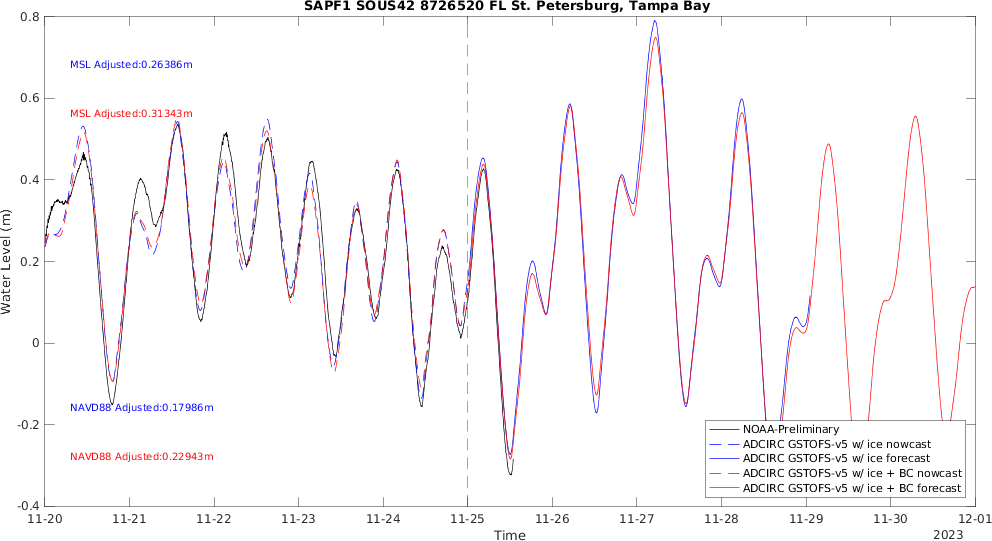 SAPF1 SOUS42 8726520 FL St. Petersburg, Tampa Bay
0.8
0.6
0.4
0.2
0
-0.2
-0.4
Water Level (m)
MSL Adjusted:0.26386m
MSL Adjusted:0.31343m
NAVD88 Adjusted:0.17986m
NAVD88 Adjusted:0.22943m
NOAA-Preliminary
ADCIRC GSTOFS-v5 w/ ice nowcast
ADCIRC GSTOFS-v5 w/ ice forecast
ADCIRC GSTOFS-v5 w/ ice + BC nowcast
ADCIRC GSTOFS-v5 w/ ice + BC forecast
11-20 11-21 11-22 11-23 11-24 11-25 11-26 11-27 11-28 11-29 11-30 12-01
Time
2023